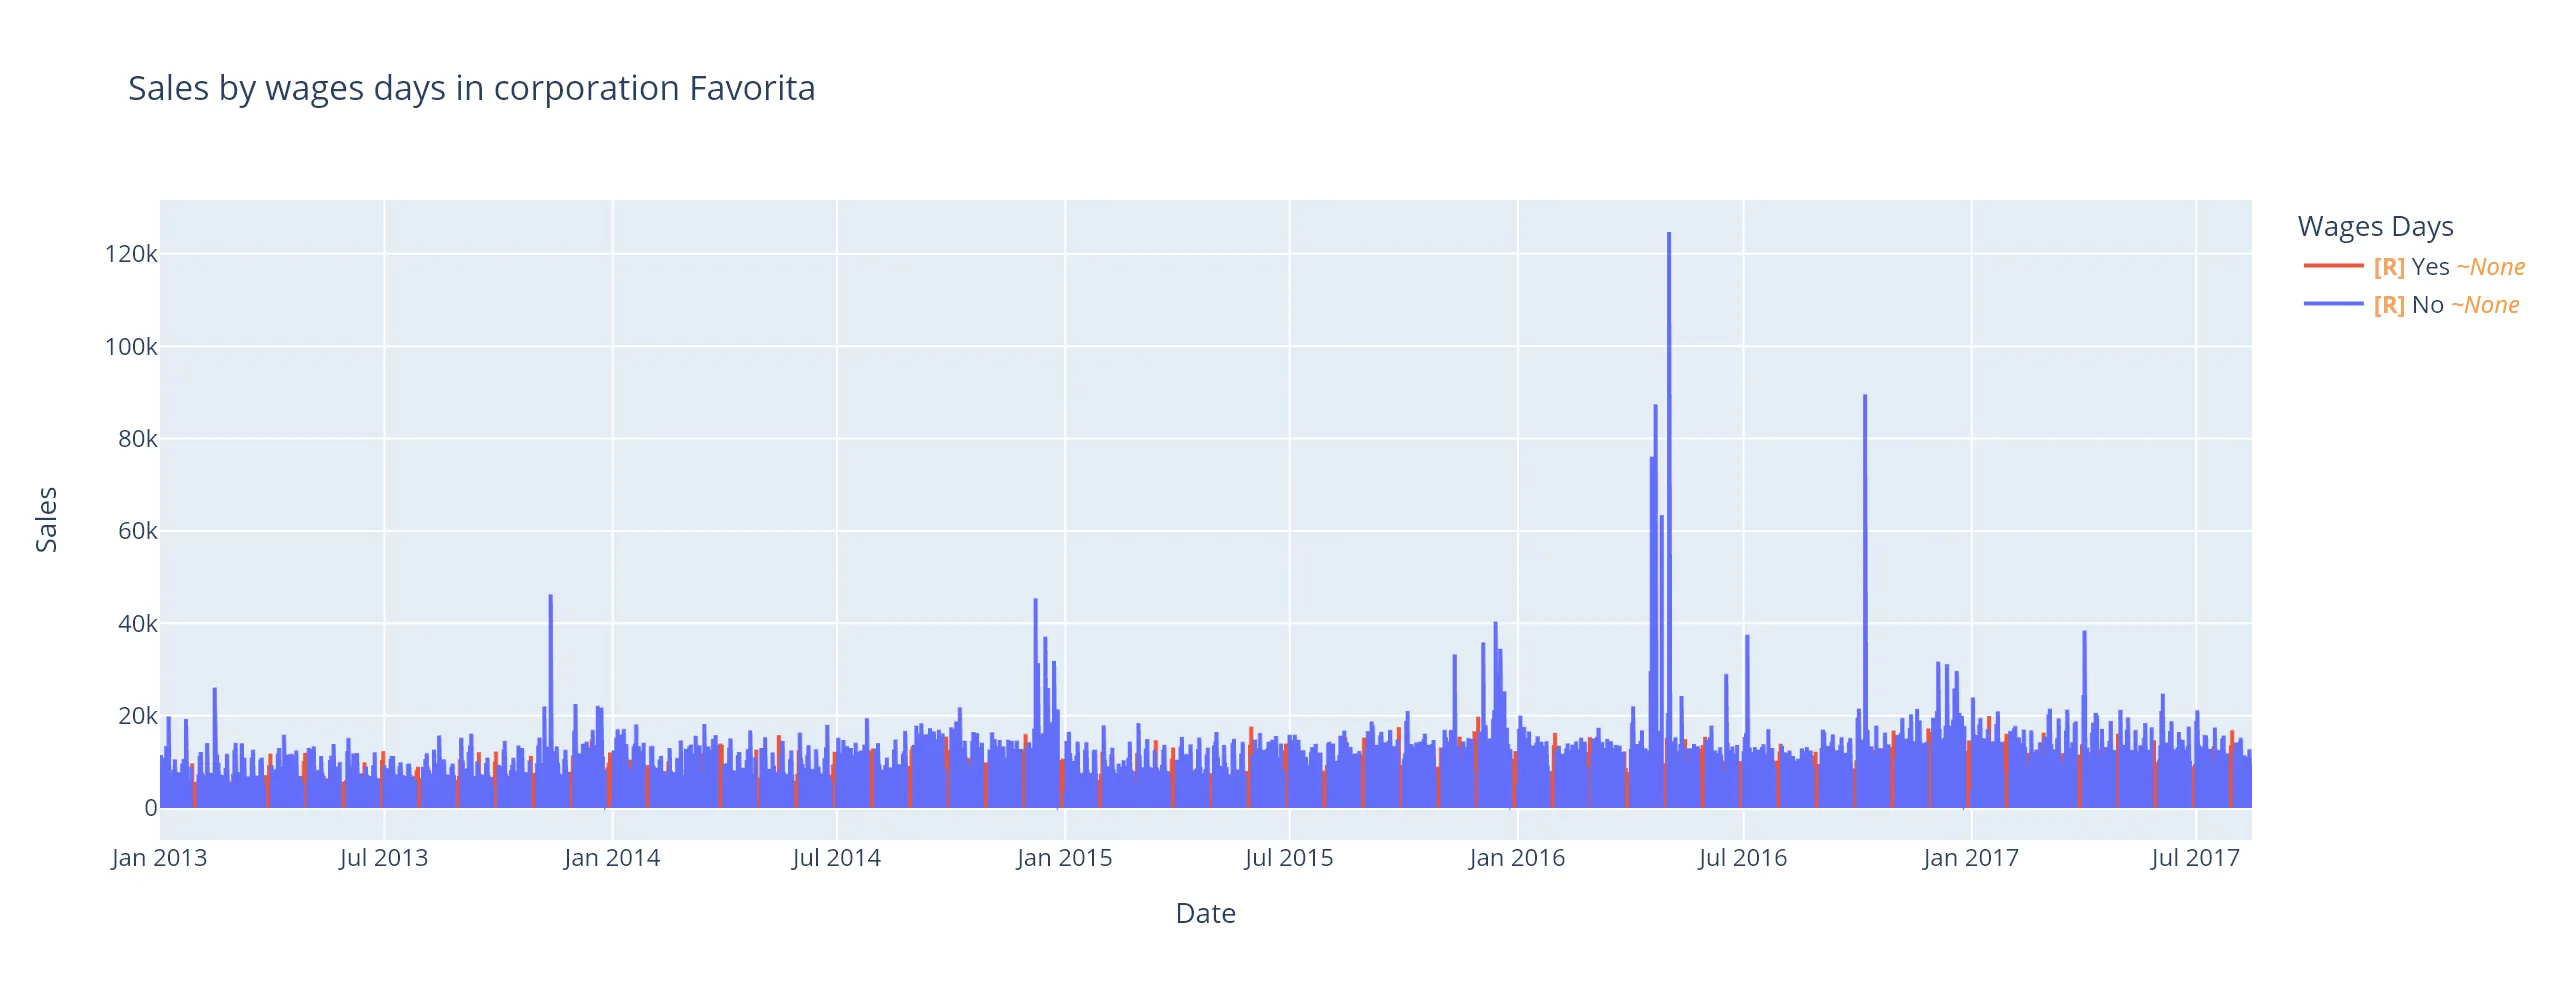 Sales by wages days in corporation Favorita
Wages Days
[R] Yes ~None
[R] No ~None
120k
100k
80k
60k
40k
20k
0
Sales
Jan 2013 Jul 2013 Jan 2014 Jul 2014 Jan 2015 Jul 2015 Jan 2016 Jul 2016 Jan 2017 Jul 2017
Date